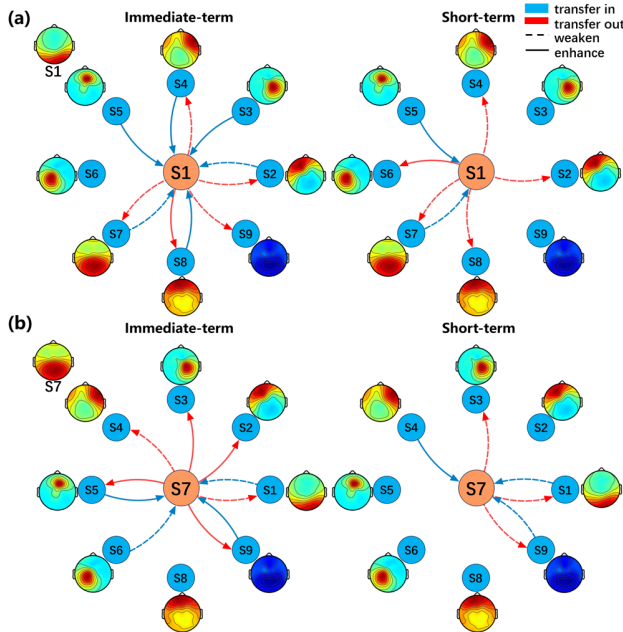 (a)
Immediate-term
Short-term
transfer in
transfer out
weaken
enhance
S1
S4
S5
S3
S6
S1
S2
S7
S9
S8
S4
S5
S3
S6
S1
S2
S7
S9
S8
(b)
Immediate-term
Short-term
S7
S3
S4
S2
S5
S7
S1
S6
S9
S8
S3
S4
S2
S5
S7
S1
S6
S9
S8